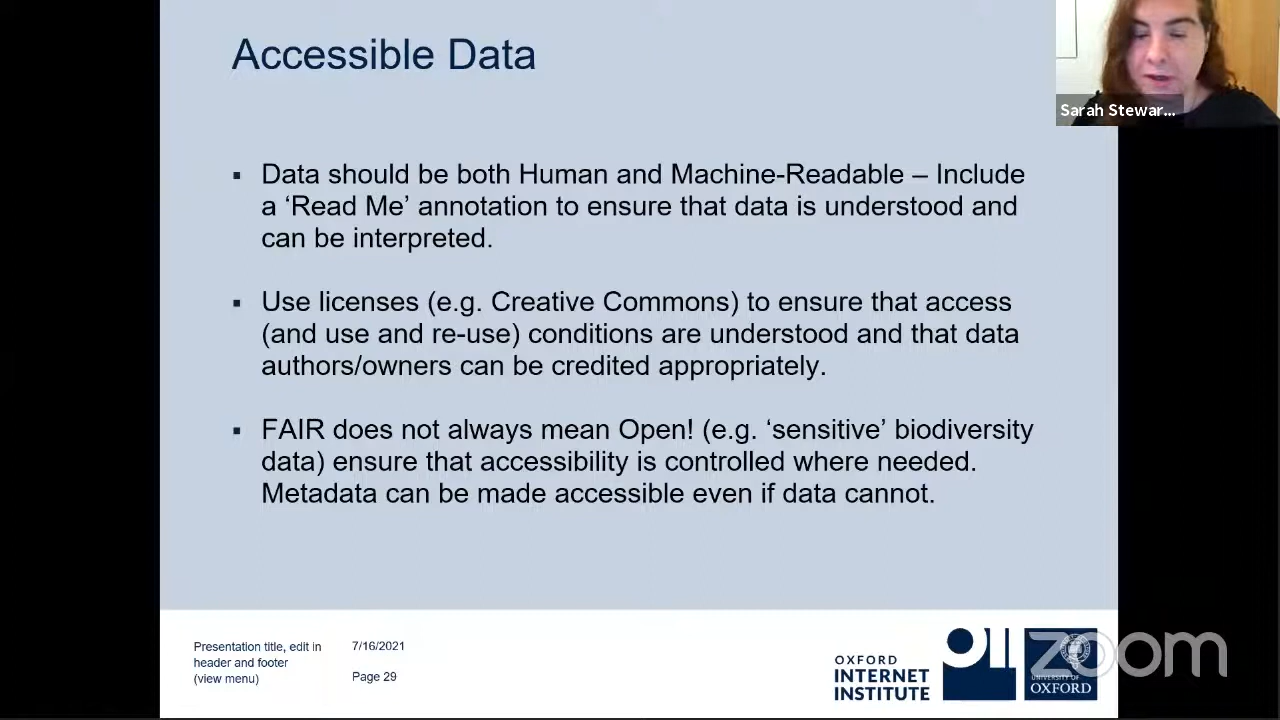 Accessible Data
Sarah Stewar...
▪ Data should be both Human and Machine-Readable – Include
a ‘Read Me’ annotation to ensure that data is understood and
can be interpreted.
▪ Use licenses (e.g. Creative Commons) to ensure that access
(and use and re-use) conditions are understood and that data
authors/owners can be credited appropriately.
▪ FAIR does not always mean Open! (e.g. ‘sensitive’ biodiversity
data) ensure that accessibility is controlled where needed.
Metadata can be made accessible even if data cannot.
Presentation title, edit in
header and footer
(view menu)
7/16/2021
Page 29
OXFORD
INTERNET
INSTITUTE
oii
UNIVERSITY OF
OXFORD
zoom